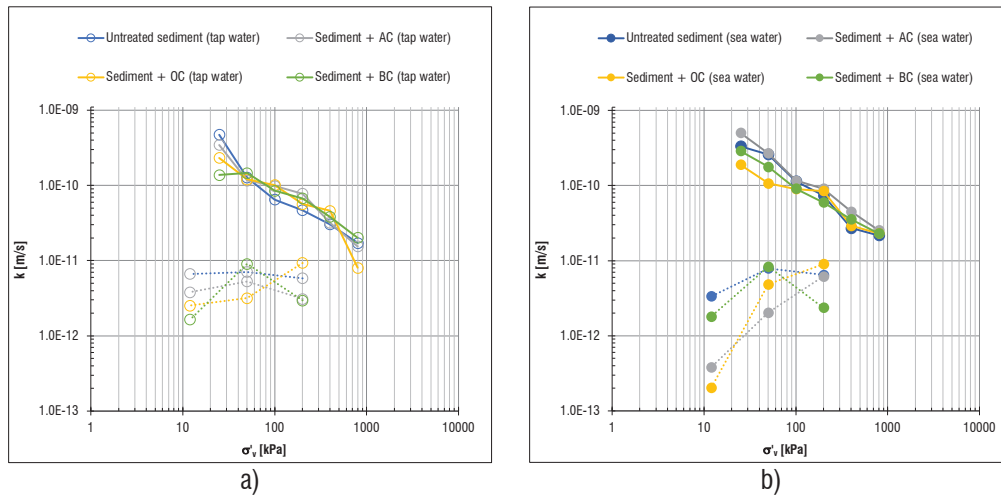 a)
Untreated sediment (tap water)
Sediment + AC (tap water)
Sediment + OC (tap water)
Sediment + BC (tap water)
1.0E-09
1.0E-10
1.0E-11
1.0E-12
1.0E-13
k [m/s]
1
10
100
1000
10000
σ'v [kPa]
a)
b)
Untreated sediment (sea water)
Sediment + AC (sea water)
Sediment + OC (sea water)
Sediment + BC (sea water)
1.0E-09
1.0E-10
1.0E-11
1.0E-12
1.0E-13
k [m/s]
1
10
100
1000
10000
σ'v [kPa]
b)